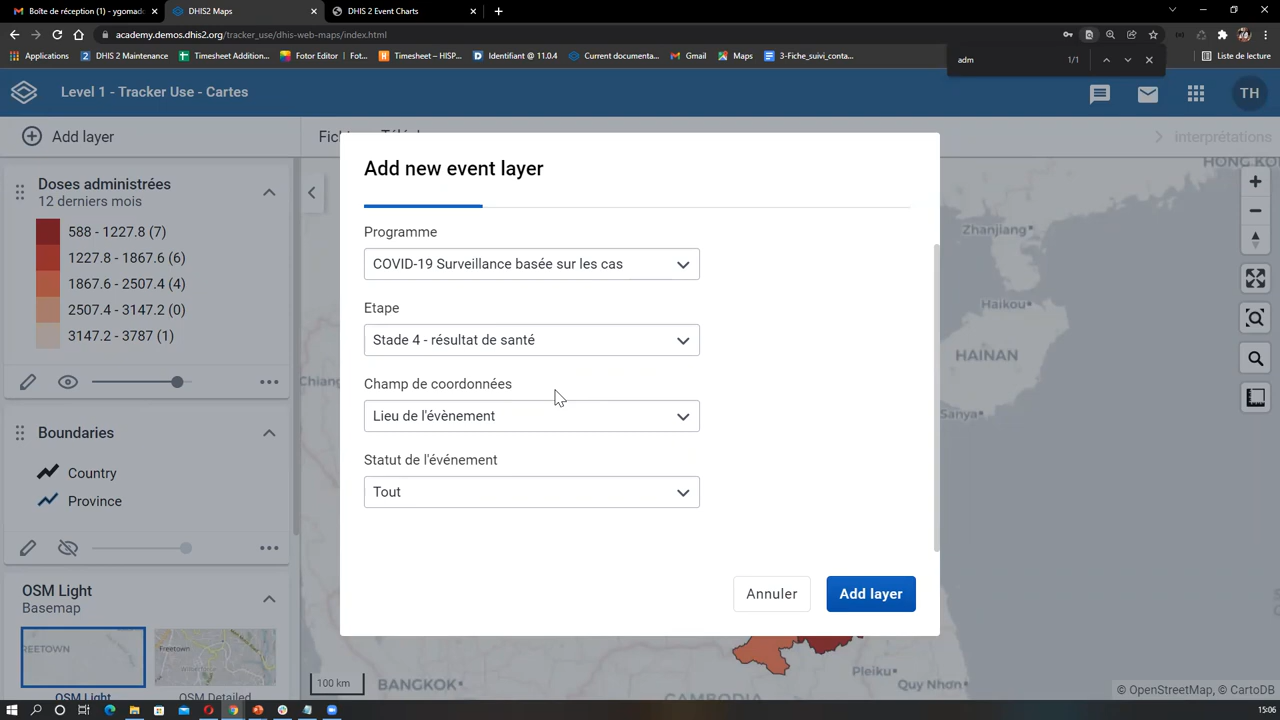 Boîte de réception (1) - ygomad
DHIS2 Maps
DHIS 2 Event Charts
academy.demos.dhis2.org/tracker_use/dhis-web-maps/index.html
Applications
DHIS 2 Maintenance
Timesheet Addition...
Fotor Editor | Fot...
Timesheet – HISP...
Identifiant @ 11.0.4
Current documenta...
Gmail
Maps
3-Fiche_suivi_conta...
Liste de lecture
adm
1/1
Level 1 - Tracker Use - Cartes
TH
Add layer
Interprétations
Doses administrées
12 derniers mois
588 - 1227.8 (7)
1227.8 - 1867.6 (6)
1867.6 - 2507.4 (4)
2507.4 - 3147.2 (0)
3147.2 - 3787 (1)
Boundaries
Country
Province
OSM Light
Basemap
OSM Light
OSM Detailed
Add new event layer
Programme
COVID-19 Surveillance basée sur les cas
Etape
Stade 4 - résultat de santé
Champ de coordonnées
Lieu de l'évènement
Statut de l'événement
Tout
Annuler
Add layer
HONG KO
Zhanjiang
Haikou
HAINAN
Sanya
Chiang
100 km
BANGKOK
CAMBODIA
Pleiku
Quy Nhơn
© OpenStreetMap, © CartoDB
15:06